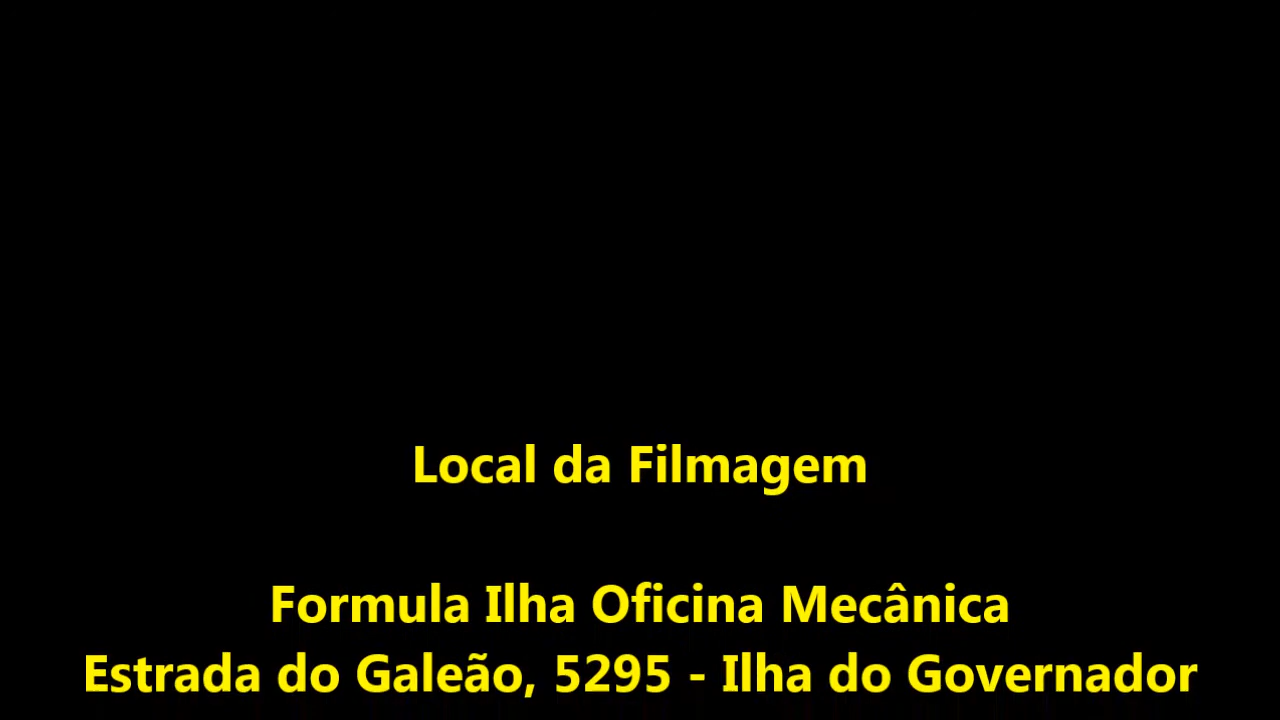 Local da Filmagem
Formula Ilha Oficina Mecânica
Estrada do Galeão, 5295 - Ilha do Governador